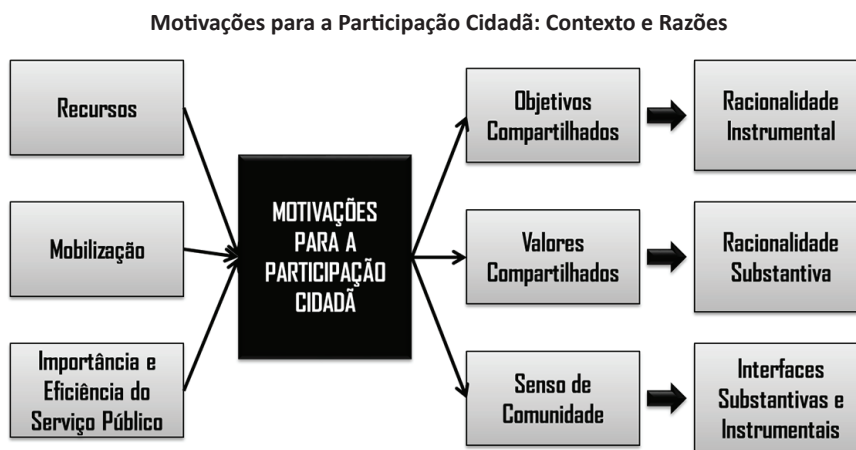 Motivações para a Participação Cidadã: Contexto e Razões
Recursos
Mobilização
Importância e
Eficiência do
Serviço Público
MOTIVAÇÕES
PARA A
PARTICIPAÇÃO
CIDADÃ
Objetivos
Compartilhados
Valores
Compartilhados
Senso de
Comunidade
Racionalidade
Instrumental
Racionalidade
Substantiva
Interfaces
Substantivas e
Instrumentais